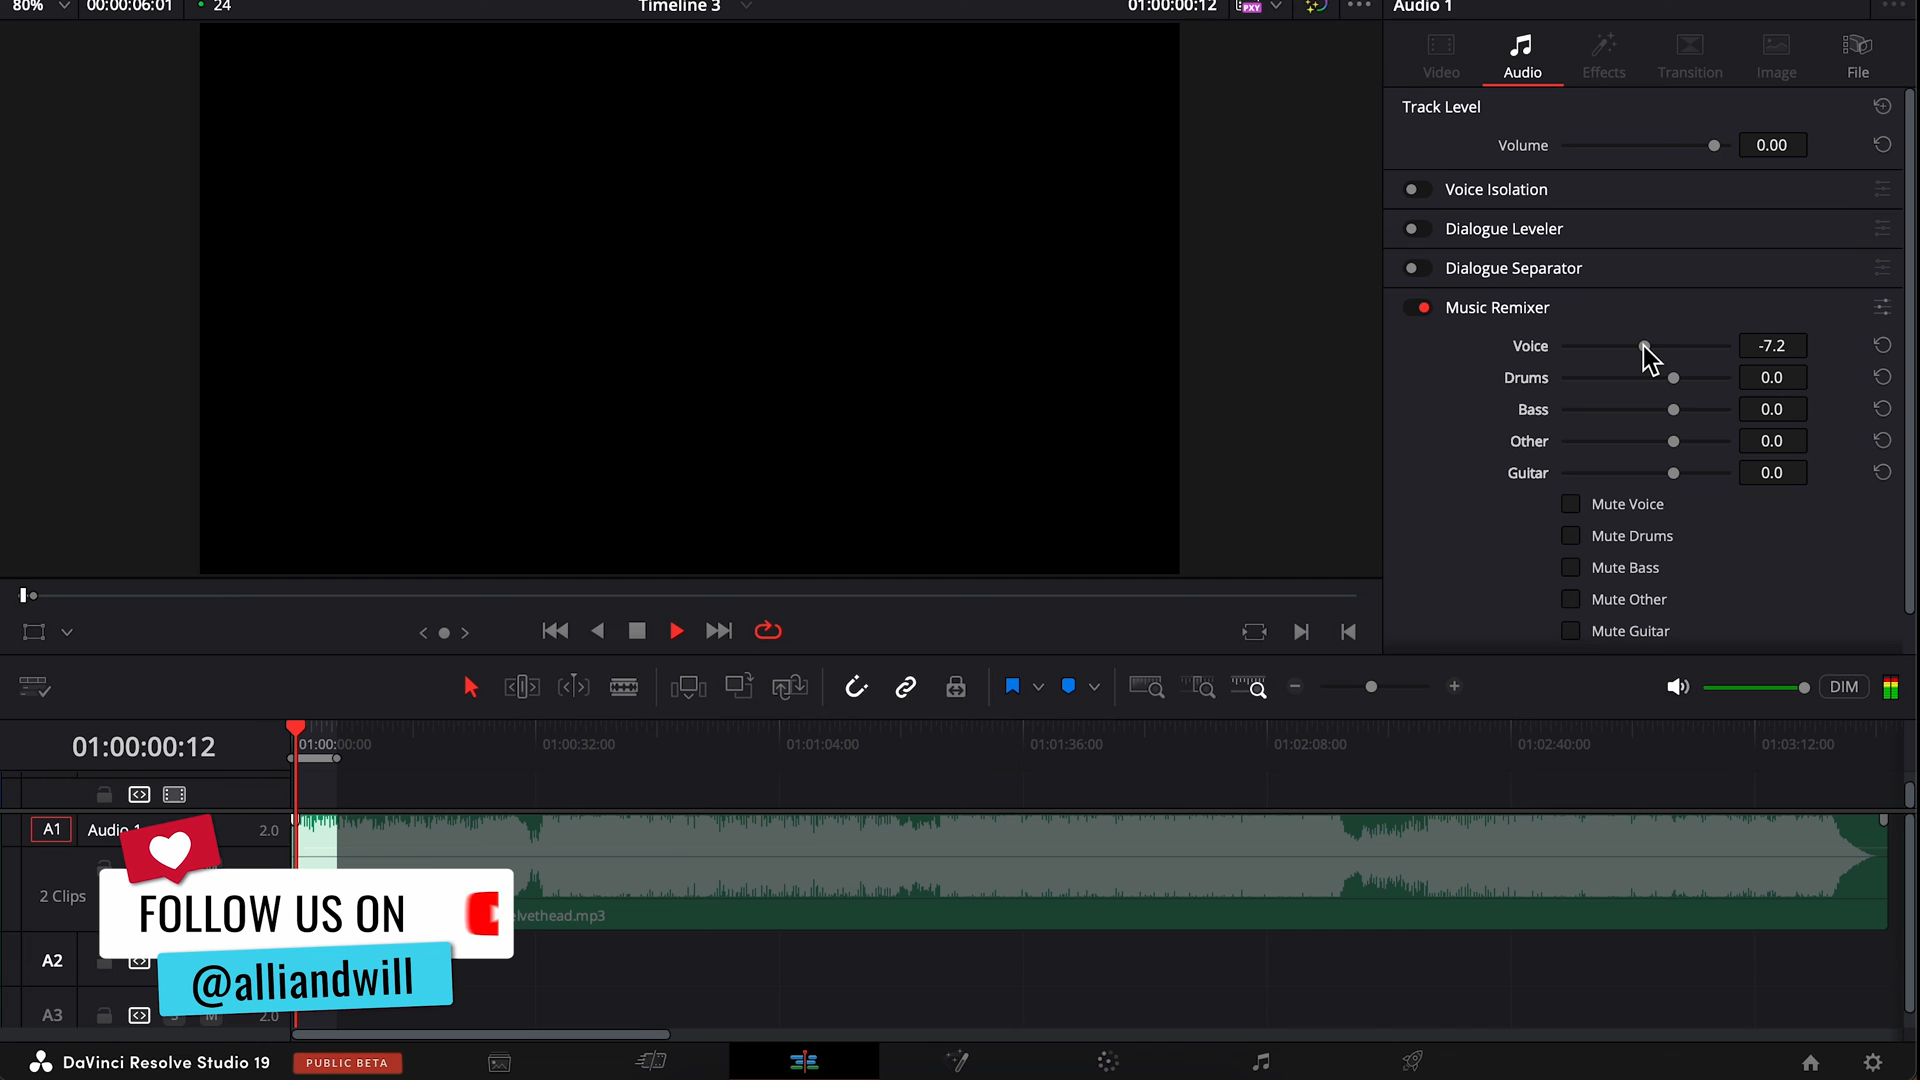 80%
00:00:06:01
24
Timeline 3
01:00:00:12
PXY
Audio 1
Video
Audio
Effects
Transition
Image
File
Track Level
Volume 0.00
Voice Isolation
Dialogue Leveler
Dialogue Separator
Music Remixer
Voice -7.2
Drums 0.0
Bass 0.0
Other 0.0
Guitar 0.0
Mute Voice
Mute Drums
Mute Bass
Mute Other
Mute Guitar
DIM
01:00:00:12
01:00:00:00
01:00:32:00
01:01:04:00
01:01:36:00
01:02:08:00
01:02:40:00
01:03:12:00
A1
Audio 1
2.0
2 Clips
elvethead.mp3
FOLLOW US ON
@alliandwill
A2
A3
S
M
2.0
DaVinci Resolve Studio 19
PUBLIC BETA